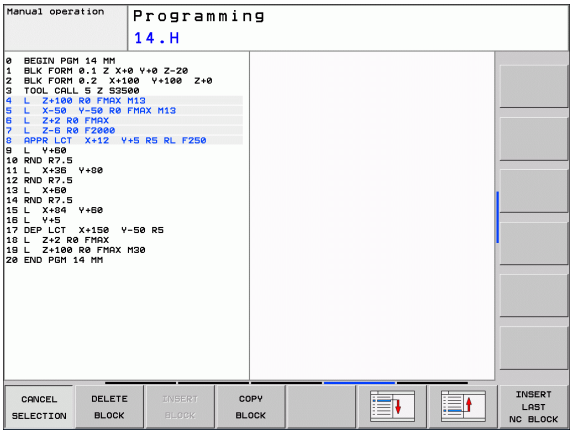 Manual operation
Programming
14.H
0 BEGIN PGM 14 MM
1 BLK FORM 0.1 Z X+0 Y+0 Z-20
2 BLK FORM 0.2 X+100 Y+100 Z+0
3 TOOL CALL 5 Z S3500
4 L Z+100 R0 FMAX M13
5 L X-50 Y-50 R0 FMAX M13
6 L Z+2 R0 FMAX
7 L Z-6 R0 F2000
8 APPR LCT X+12 Y+5 R5 RL F250
9 L Y+60
10 RND R7.5
11 L X+36 Y+80
12 RND R7.5
13 L X+60
14 RND R7.5
15 L X+84 Y+60
16 L Y+5
17 DEP LCT X+150 Y-50 R5
18 L Z+2 R0 FMAX
19 L Z+100 R0 FMAX M30
20 END PGM 14 MM
CANCEL
SELECTION
DELETE
BLOCK
INSERT
BLOCK
COPY
BLOCK
INSERT
LAST
NC BLOCK